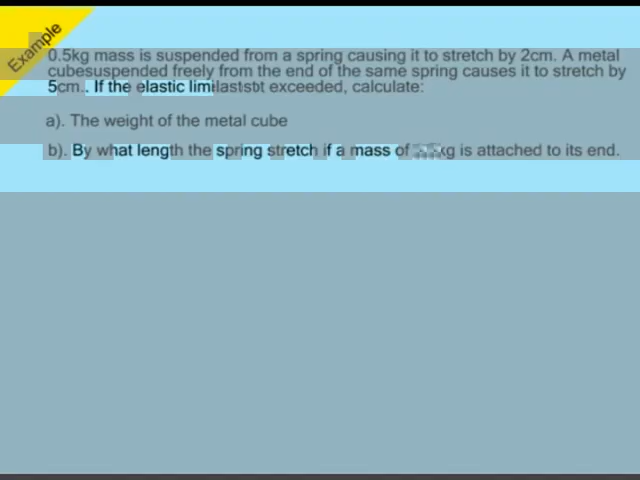 Example
0.5kg mass is suspended from a spring causing it to stretch by 2cm. A metal
cubesuspended freely from the end of the same spring causes it to stretch by
5cm.. If the elastic exceeded, calculate:
a). The weight of the metal cube
b). By what length the spring stretch if a mass of kg is attached to its end.